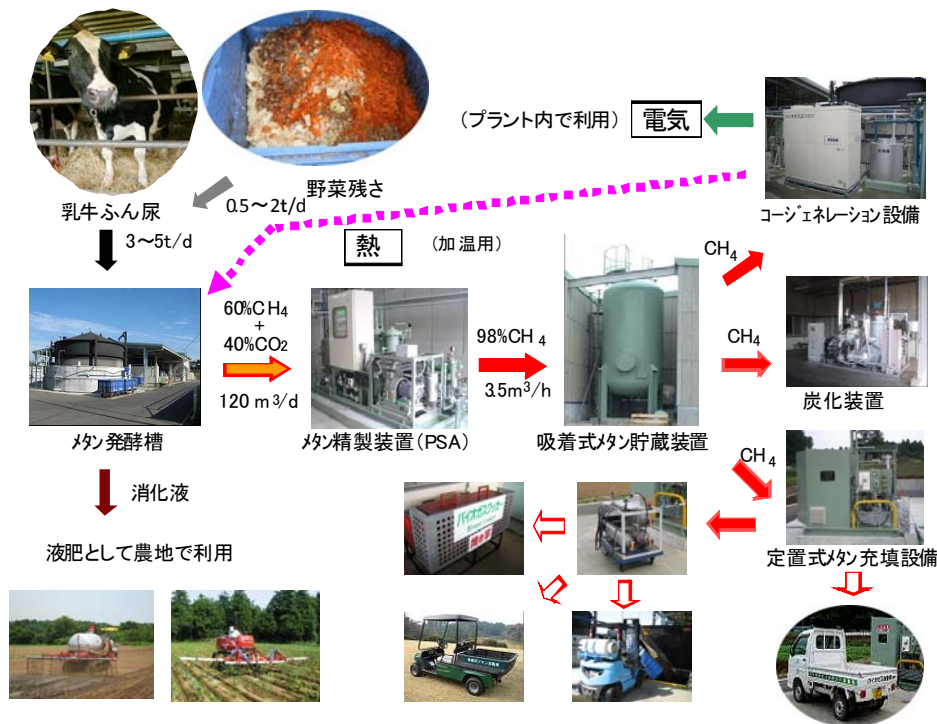 (プラント内で利用) 電気
乳牛ふん尿
野菜残さ
0.5~2t/d
3~5t/d
コージェネレーション設備
熱 (加温用)
CH4
60%CH4
+
40%CO2
120 m³/d
98%CH4
3.5m³/h
CH4
炭化装置
メタン発酵槽
メタン精製装置(PSA)
吸着式メタン貯蔵装置
CH4
消化液
バイオガスクッカー
定置式メタン充填設備
液肥として農地で利用